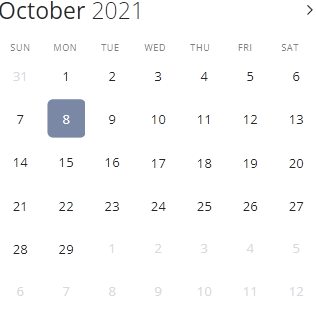 October 2021
SUN MON TUE WED THU FRI SAT
31 1 2 3 4 5 6
7 8 9 10 11 12 13
14 15 16 17 18 19 20
21 22 23 24 25 26 27
28 29 1 2 3 4 5
6 7 8 9 10 11 12